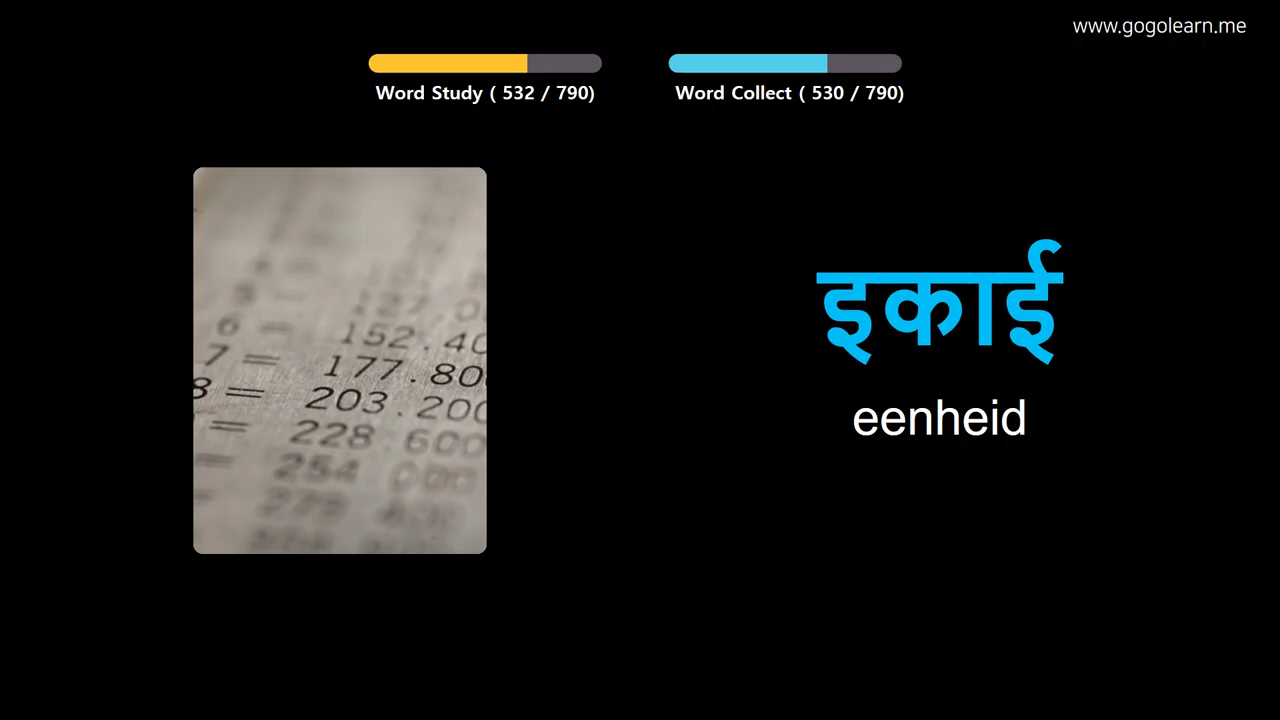 www.gogolearn.me
Word Study ( 532 / 790)
Word Collect ( 530 / 790)
6 = 152.40
7 = 177.80
8 = 203.200
= 228.600
254
इकाई
eenheid